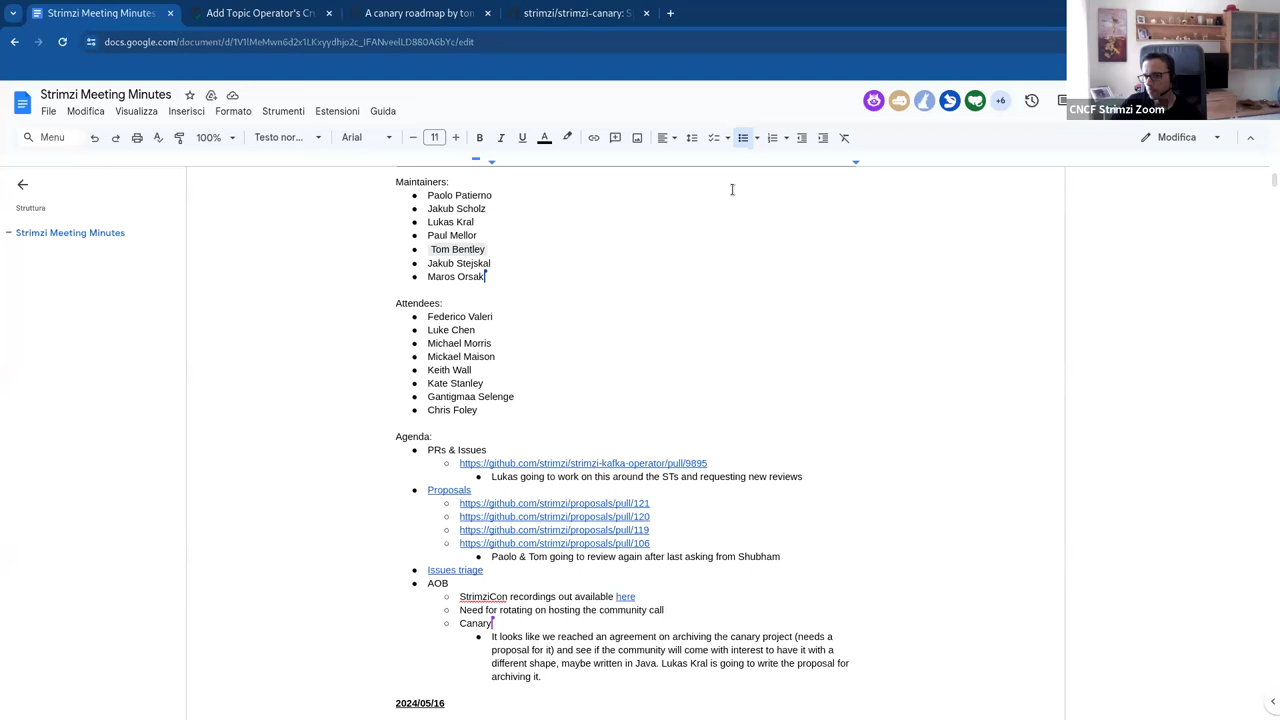 Strimzi Meeting Minutes
Add Topic Operator's Cru
A canary roadmap by ton
strimzi/strimzi-canary: S
docs.google.com/document/d/
/edit
CNCF Strimzi Zoom
Strimzi Meeting Minutes
File Modifica Visualizza Inserisci Formato Strumenti Estensioni Guida
+6
Menu 100% Testo nor... Arial 11 Modifica
Struttura
Strimzi Meeting Minutes
Maintainers:
Paolo Patierno
Jakub Scholz
Lukas Kral
Paul Mellor
Tom Bentley
Jakub Stejskal
Maros Orsak
Attendees:
Federico Valeri
Luke Chen
Michael Morris
Mickael Maison
Keith Wall
Kate Stanley
Gantigmaa Selenge
Chris Foley
Agenda:
PRs & Issues
https://github.com/strimzi/strimzi-kafka-operator/pull/9895
Lukas going to work on this around the STs and requesting new reviews
Proposals
https://github.com/strimzi/proposals/pull/121
https://github.com/strimzi/proposals/pull/120
https://github.com/strimzi/proposals/pull/119
https://github.com/strimzi/proposals/pull/106
Paolo & Tom going to review again after last asking from Shubham
Issues triage
AOB
StrimziCon recordings out available here
Need for rotating on hosting the community call
Canary
It looks like we reached an agreement on archiving the canary project (needs a
proposal for it) and see if the community will come with interest to have it with a
different shape, maybe written in Java. Lukas Kral is going to write the proposal for
archiving it.
2024/05/16